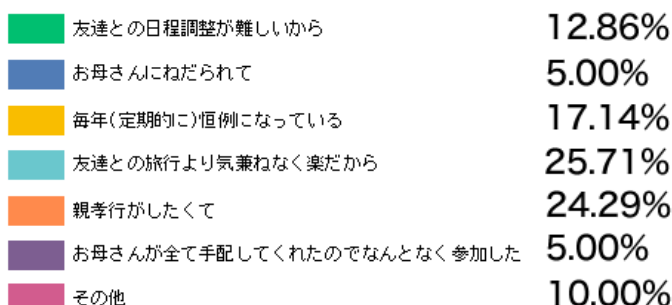 友達との日程調整が難しいから 12.86%
お母さんにねだられて 5.00%
毎年(定期的に)恒例になっている 17.14%
友達との旅行より気兼ねなく楽だから 25.71%
親孝行がしたくて 24.29%
お母さんが全て手配してくれたのでなんとなく参加した 5.00%
その他 10.00%